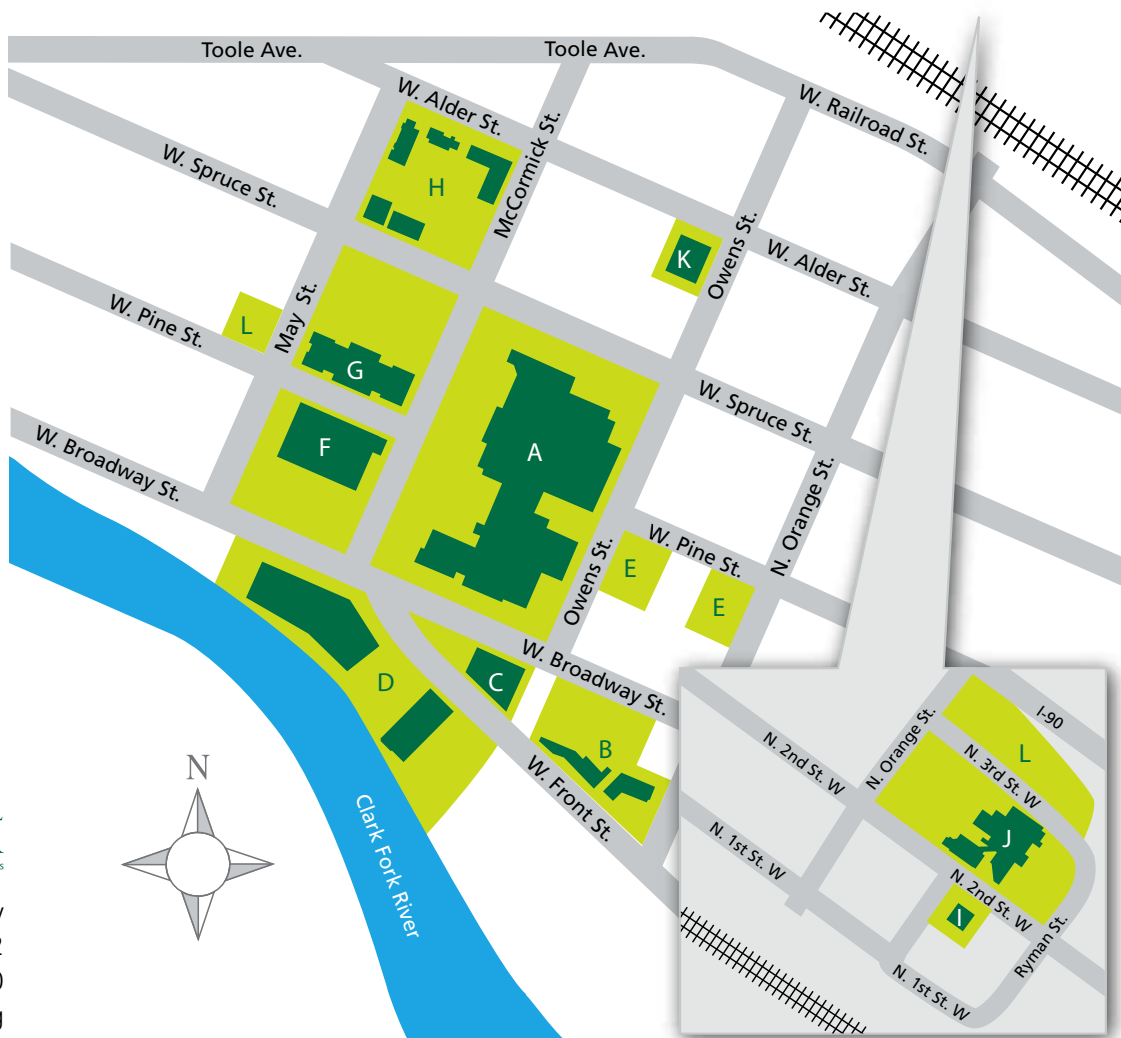 Toole Ave.
Toole Ave.
W. Alder St.
W. Railroad St.
McCormick St.
W. Spruce St.
H
K
Owens St.
W. Alder St.
L
May St.
W. Pine St.
G
A
W. Spruce St.
F
W. Broadway St.
N. Orange St.
W. Pine St.
E
E
Owens St.
W. Broadway St.
D
C
B
W. Front St.
N
Clark Fork River
I-90
N. Orange St.
L
N. 2nd St. W
N. 3rd St. W
N. 1st St. W
J
N. 2nd St. W
I
Ryman St.
N. 1st St. W